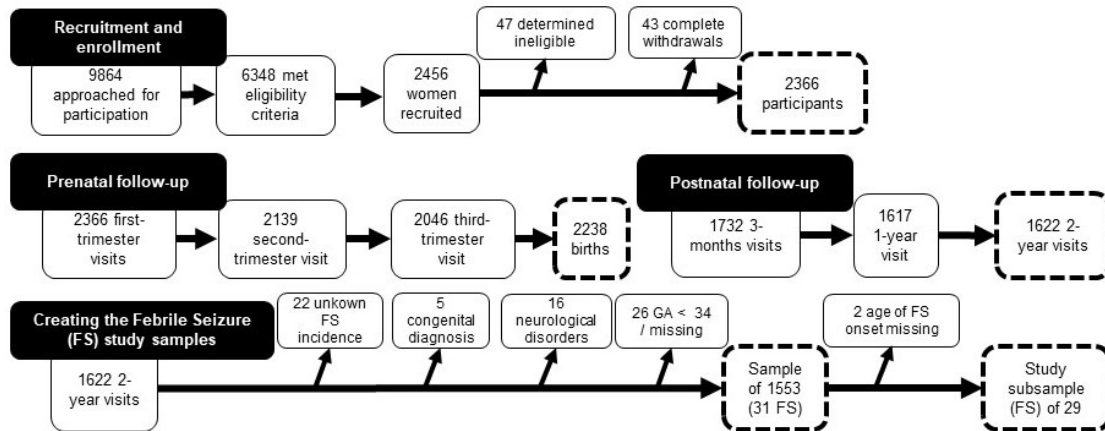 Recruitment and
enrollment
9864
approached for
participation
6348 met
eligibility
criteria
2456
women
recruited
47 determined
ineligible
43 complete
withdrawals
2366
participants
Prenatal follow-up
2366 first-
trimester
visits
2139
second-
trimester visit
2046 third-
trimester
visit
2238
births
Postnatal follow-up
1732 3-
months visits
1617
1-year
visit
1622 2-
year visits
Creating the Febrile Seizure
(FS) study samples
1622 2-
year visits
22 unkown
FS
incidence
5
congenital
diagnosis
16
neurological
disorders
26 GA < 34
/ missing
Sample
of 1553
(31 FS)
2 age of FS
onset missing
Study
subsample
(FS) of 29